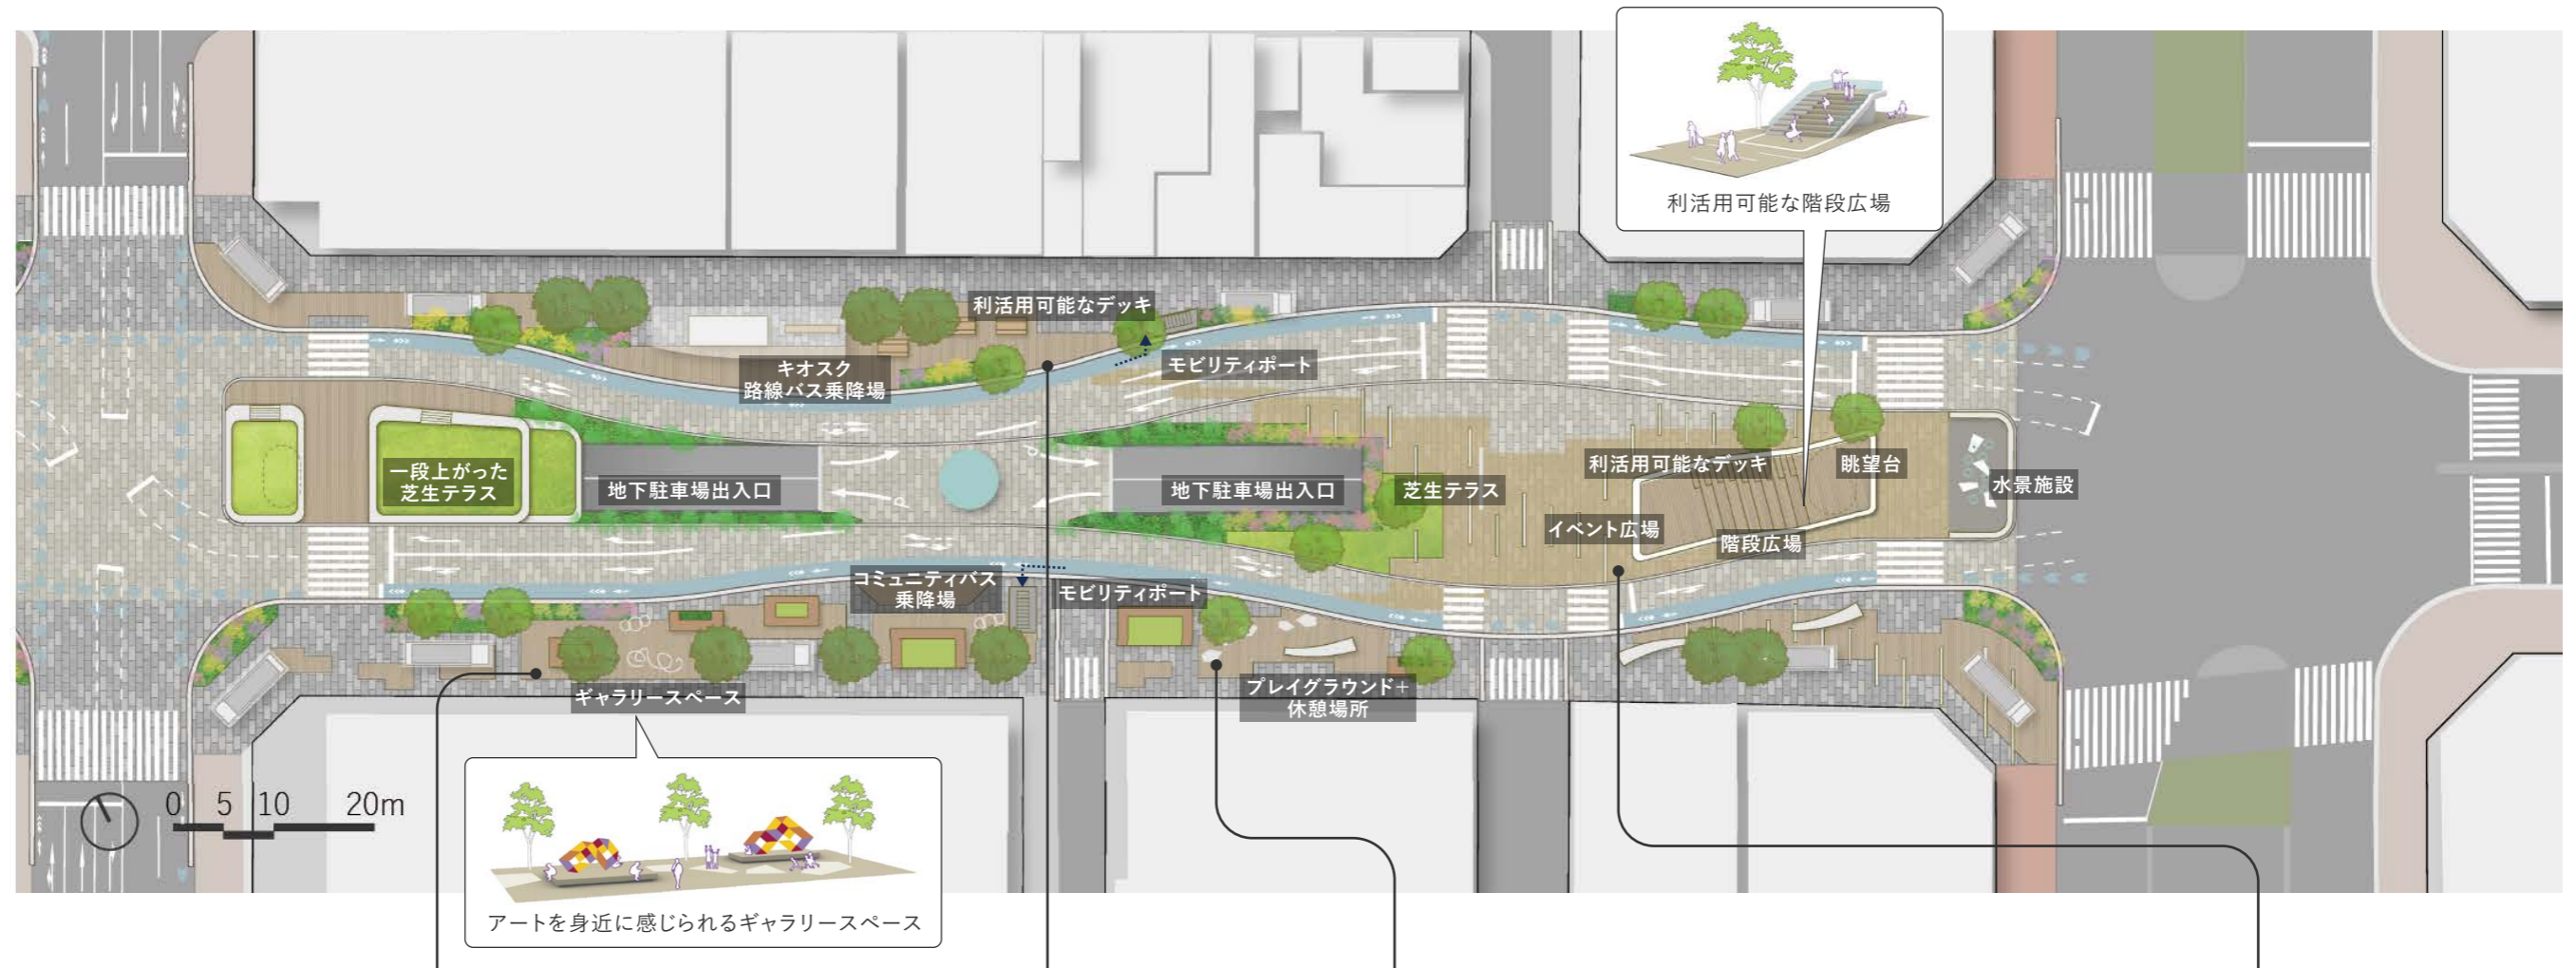 利活用可能な階段広場
利活用可能なデッキ
キオスク
路線バス乗降場
モビリティポート
一段上がった
芝生テラス
地下駐車場出入口
地下駐車場出入口
芝生テラス
利活用可能なデッキ
眺望台
水景施設
イベント広場
階段広場
コミュニティバス
乗降場
モビリティポート
ギャラリースペース
プレイグラウンド+
休憩場所
0 5 10 20m
アートを身近に感じられるギャラリースペース